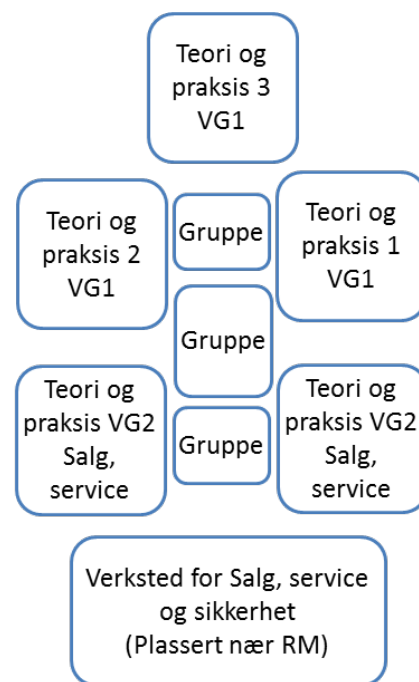 Teori og
praksis 3
VG1
Teori og
praksis 2
VG1
Gruppe
Teori og
praksis 1
VG1
Gruppe
Teori og
praksis VG2
Salg,
service
Gruppe
Teori og
praksis VG2
Salg,
service
Verksted for Salg, service
og sikkerhet
(Plassert nær RM)